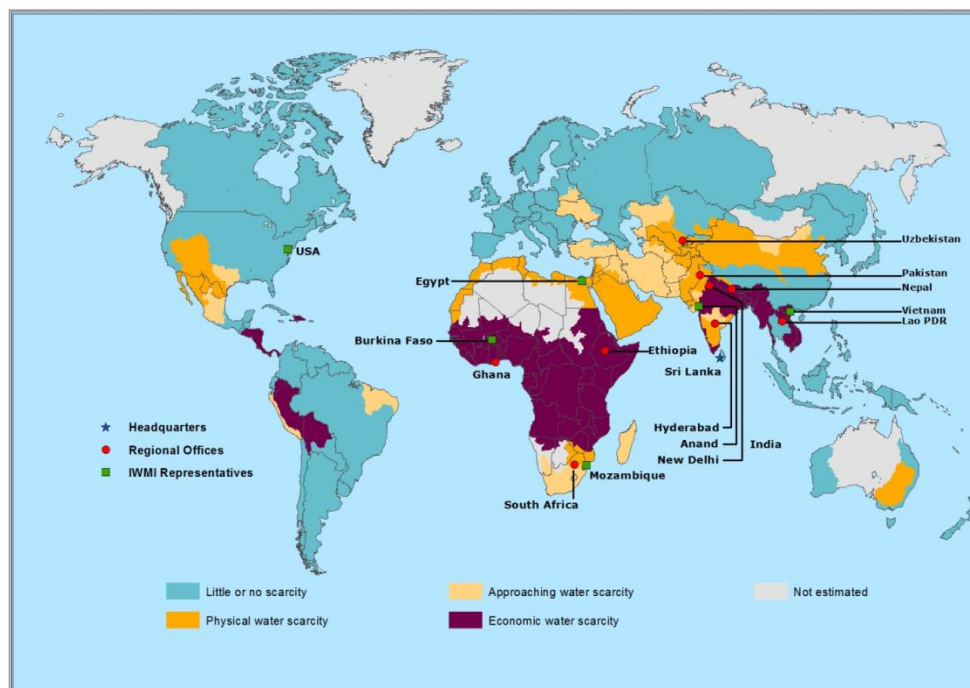 USA
Uzbekistan
Egypt
Pakistan
Nepal
Vietnam
Lao PDR
Burkina Faso
Ethiopia
Ghana
Sri Lanka
Hyderabad
Anand
India
New Delhi
Mozambique
South Africa
Headquarters
Regional Offices
IWMI Representatives
Little or no scarcity
Approaching water scarcity
Not estimated
Physical water scarcity
Economic water scarcity